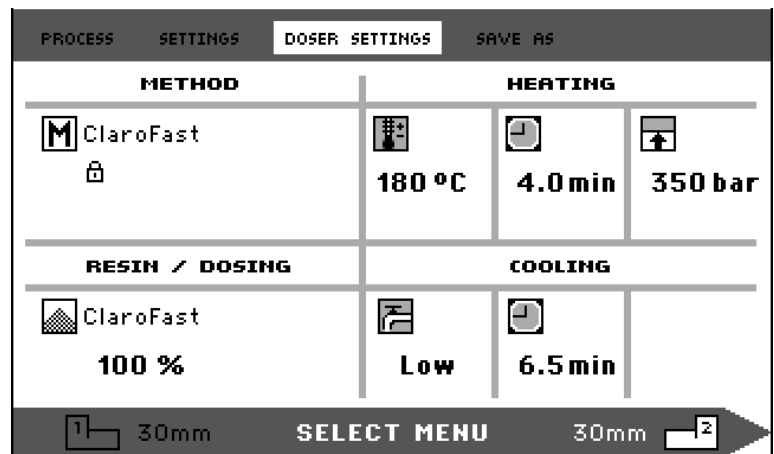 PROCESS SETTINGS DOSER SETTINGS SAVE AS
METHOD HEATING
M ClaroFast
180 ºC 4.0 min 350 bar
RESIN / DOSING COOLING
ClaroFast
100 % Low 6.5 min
1 30mm SELECT MENU 30mm 2